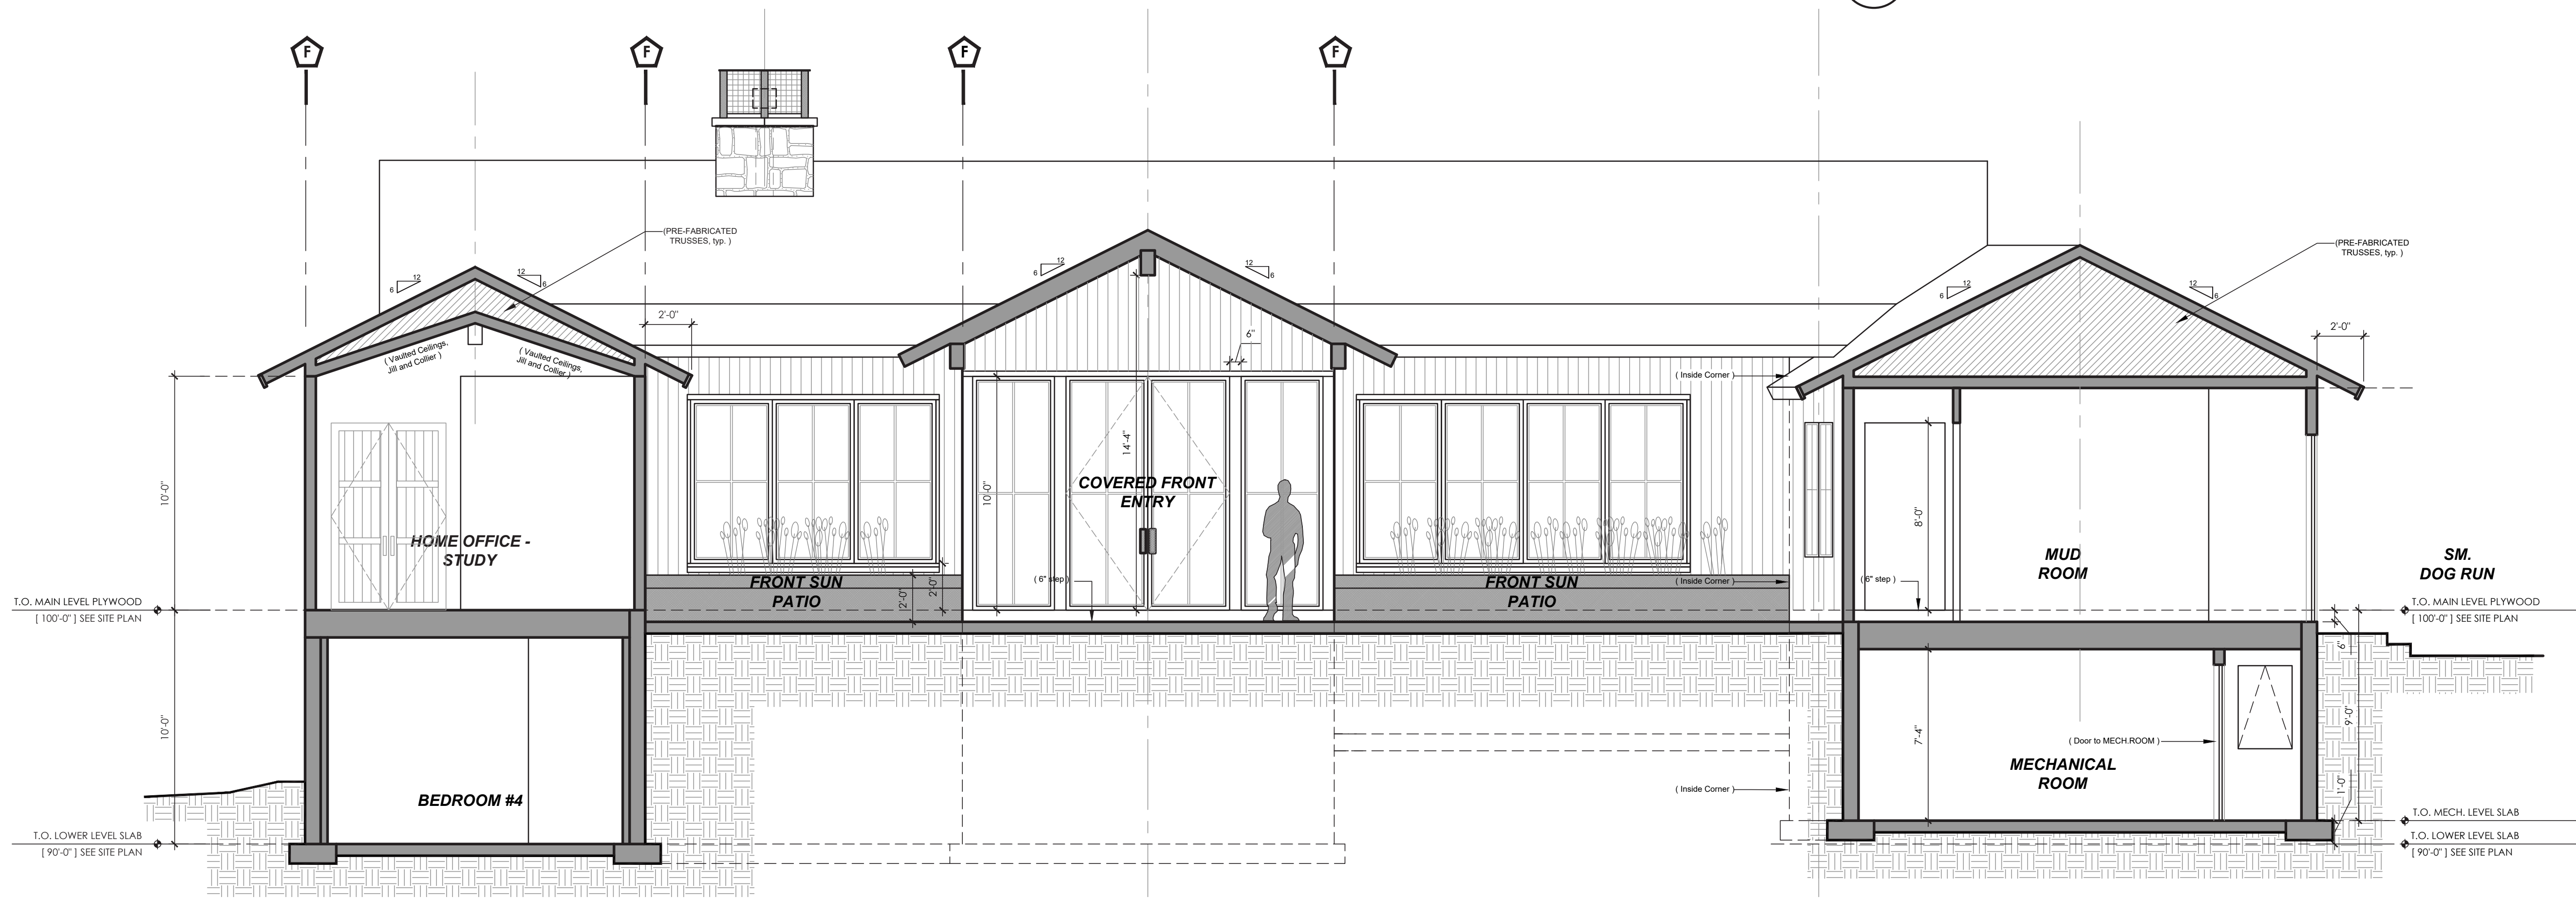 F
F
F
F
(PRE-FABRICATED
TRUSSES, typ. )
(PRE-FABRICATED
TRUSSES, typ. )
12
6
12
6
12
6
12
6
12
6
12
6
2'-0"
2'-0"
6"
( Vaulted Ceilings,
Jill and Collier )
( Vaulted Ceilings,
Jill and Collier )
( Inside Corner )
10'-0"
14'-4"
10'-0"
8'-0"
COVERED FRONT
ENTRY
HOME OFFICE -
STUDY
MUD
ROOM
SM.
DOG RUN
FRONT SUN
PATIO
2'-0"
2'-0"
( 6" step )
FRONT SUN
PATIO
( Inside Corner )
(6" step )
T.O. MAIN LEVEL PLYWOOD
[ 100'-0" ] SEE SITE PLAN
T.O. MAIN LEVEL PLYWOOD
[ 100'-0" ] SEE SITE PLAN
6"
10'-0"
7'-4"
9'-0"
( Door to MECH.ROOM )
MECHANICAL
ROOM
BEDROOM #4
( Inside Corner )
1'-0"
T.O. MECH. LEVEL SLAB
T.O. LOWER LEVEL SLAB
[ 90'-0" ] SEE SITE PLAN
T.O. LOWER LEVEL SLAB
[ 90'-0" ] SEE SITE PLAN